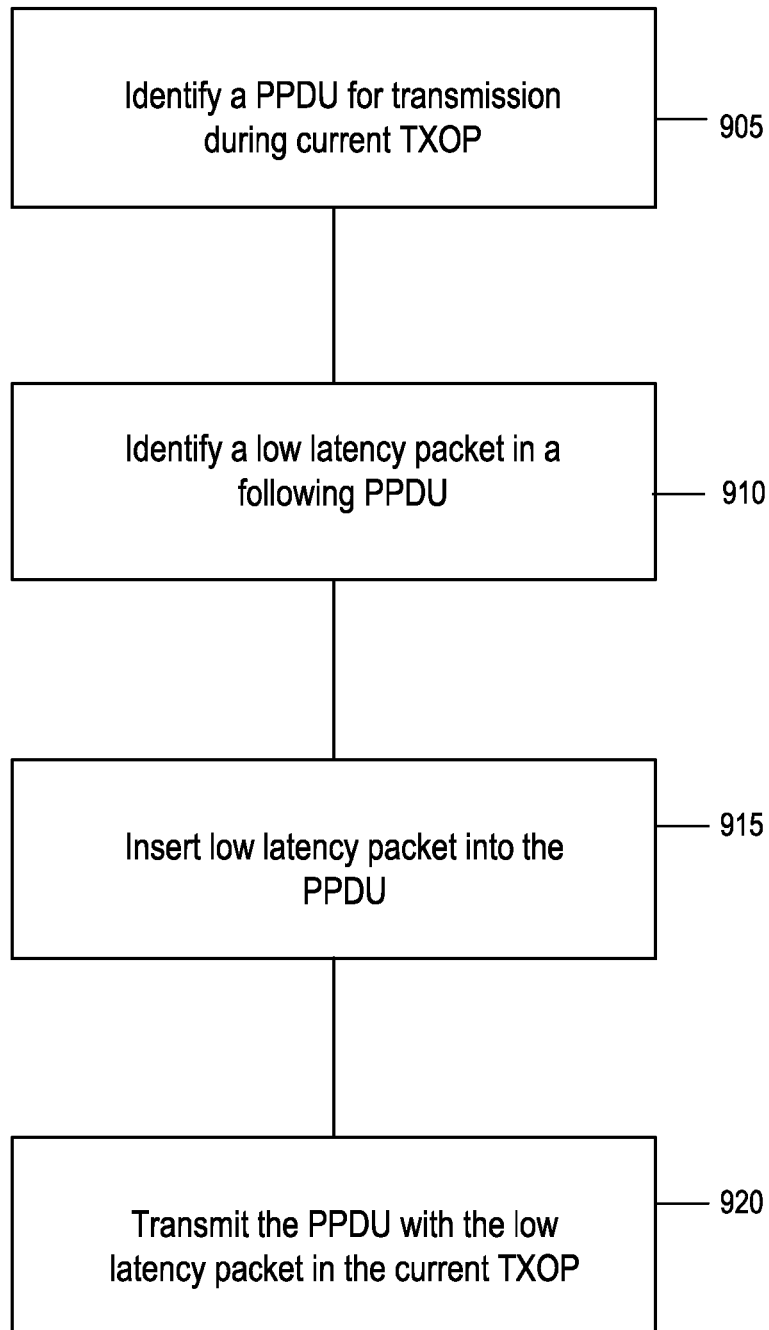 Identify a PPDU for transmission
during current TXOP
905
Identify a low latency packet in a
following PPDU
910
Insert low latency packet into the
PPDU
915
Transmit the PPDU with the low
latency packet in the current TXOP
920